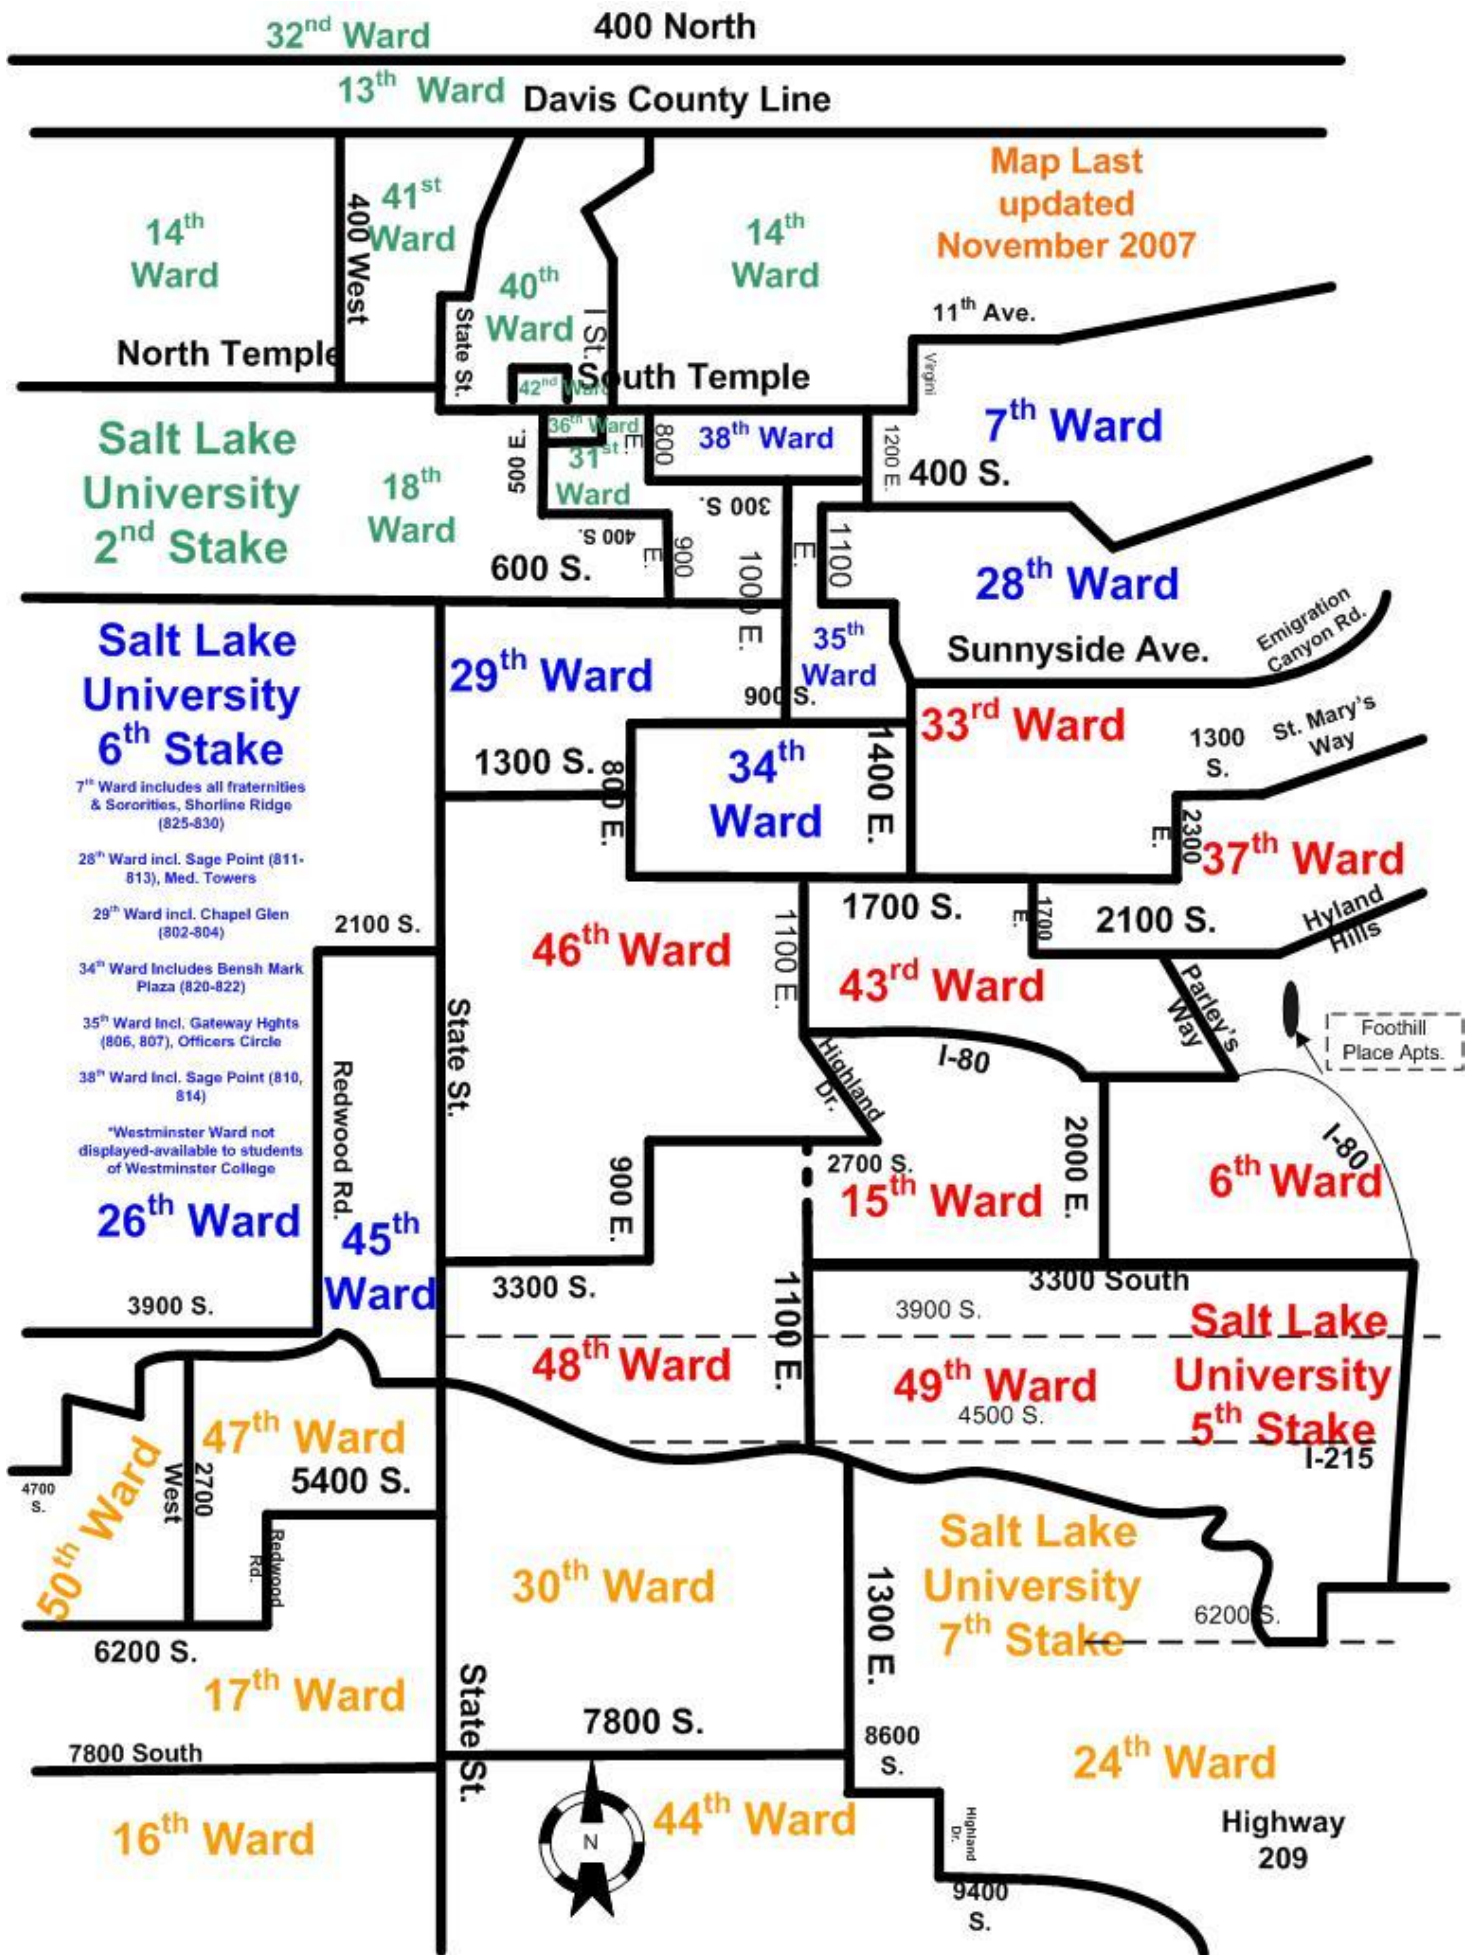 32nd Ward
400 North
13th Ward
Davis County Line
Map Last
updated
November 2007
41st
Ward
400 West
14th
Ward
14th
Ward
40th
Ward
I St.
State St.
11th Ave.
Virgini
North Temple
South Temple
42nd Ward
36th Ward
31st
Ward
500 E.
800
E.
38th Ward
1200 E.
7th Ward
400 S.
Salt Lake
University
2nd Stake
18th
Ward
300 S.
400 S.
900
E.
600 S.
1000 E.
1100
E.
28th Ward
Emigration
Canyon Rd.
Sunnyside Ave.
35th
Ward
29th Ward
900 S.
Salt Lake
University
6th Stake
7th Ward includes all fraternities
& Sororities, Shorline Ridge
(825-830)
28th Ward incl. Sage Point (811-
813), Med. Towers
29th Ward incl. Chapel Glen
(802-804)
34th Ward Includes Bensh Mark
Plaza (820-822)
35th Ward Incl. Gateway Hghts
(806, 807), Officers Circle
38th Ward Incl. Sage Point (810,
814)
*Westminster Ward not
displayed-available to students
of Westminster College
26th Ward
33rd Ward
1300
S.
St. Mary's
Way
1300 S.
800 E.
34th
Ward
1400 E.
2300
E.
37th Ward
1700 S.
1700
E.
2100 S.
Hyland
Hills
2100 S.
46th Ward
1100 E.
43rd Ward
Parley's
Way
Foothill
Place Apts.
State St.
Redwood Rd.
I-80
Highland
Dr.
2000 E.
I-80
6th Ward
2700 S.
15th Ward
900 E.
45th
Ward
3300 S.
3300 South
3900 S.
3900 S.
1100 E.
48th Ward
49th Ward
4500 S.
Salt Lake
University
5th Stake
I-215
47th Ward
2700
West
5400 S.
4700
S.
50th Ward
Redwood
Rd.
30th Ward
1300 E.
Salt Lake
University
7th Stake
6200 S.
6200 S.
17th Ward
State St.
7800 S.
7800 South
8600
S.
24th Ward
16th Ward
N
44th Ward
Highland
Dr.
Highway
209
9400
S.